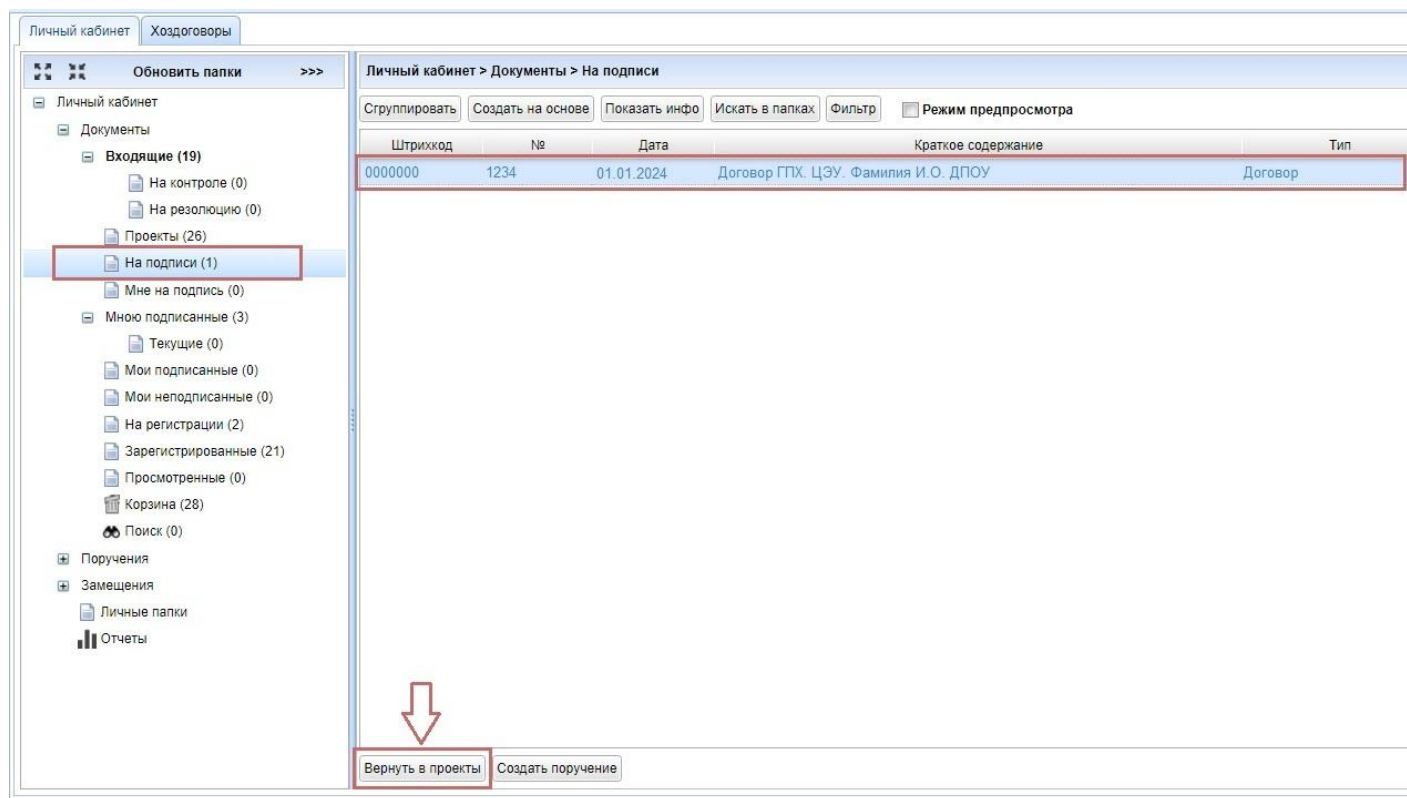 Личный кабинет Хоздоговоры
Обновить папки >>>
Личный кабинет
Документы
Входящие (19)
На контроле (0)
На резолюцию (0)
Проекты (26)
На подписи (1)
Мне на подпись (0)
Мною подписанные (3)
Текущие (0)
Мои подписанные (0)
Мои неподписанные (0)
На регистрации (2)
Зарегистрированные (21)
Просмотренные (0)
Корзина (28)
Поиск (0)
Поручения
Замещения
Личные папки
Отчеты
Личный кабинет > Документы > На подписи
Сгруппировать Создать на основе Показать инфо Искать в папках Фильтр Режим предпросмотра
Штрихкод № Дата Краткое содержание Тип
0000000 1234 01.01.2024 Договор ГПХ. ЦЭУ. Фамилия И.О. ДПОУ Договор
Вернуть в проекты Создать поручение